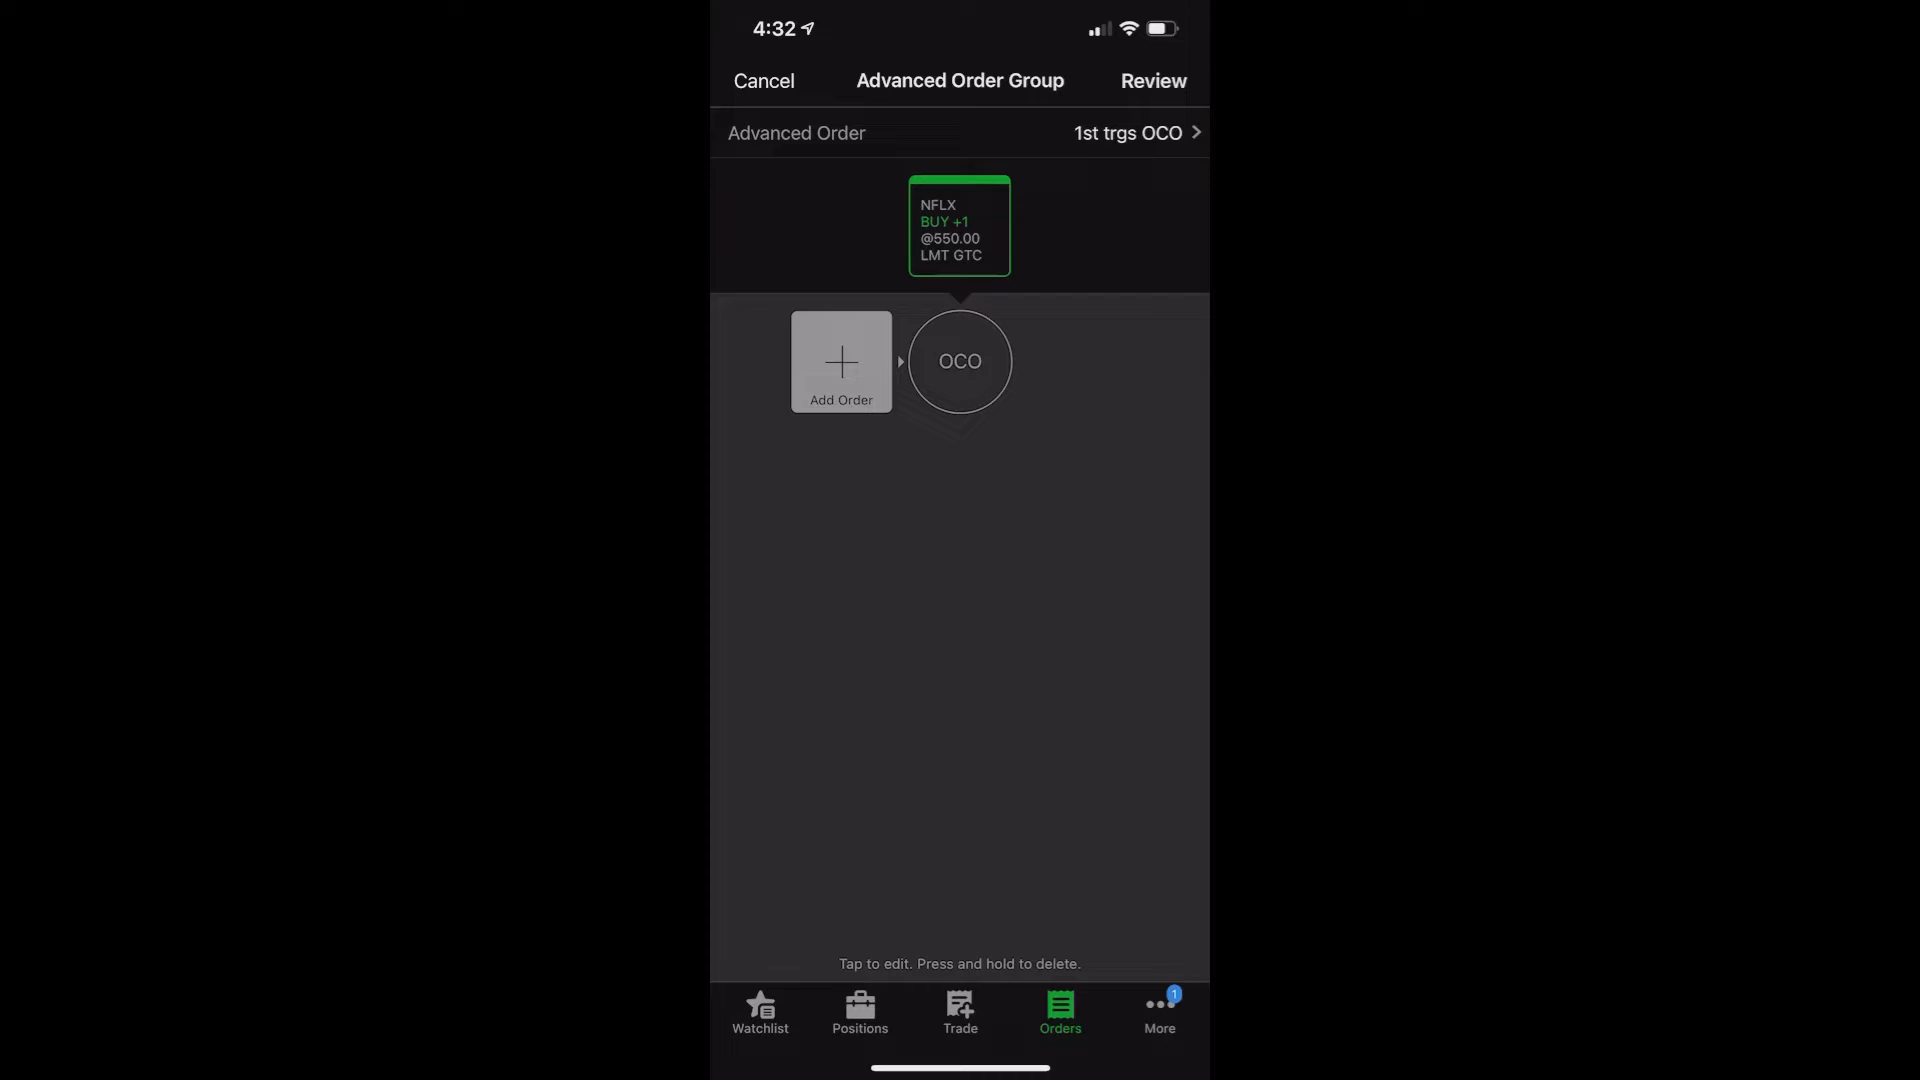 4:32
Cancel
Advanced Order Group
Review
Advanced Order
1st trgs OCO
NFLX
BUY +1
@550.00
LMT GTC
Add Order
OCO
Tap to edit. Press and hold to delete.
Watchlist
Positions
Trade
Orders
1
More